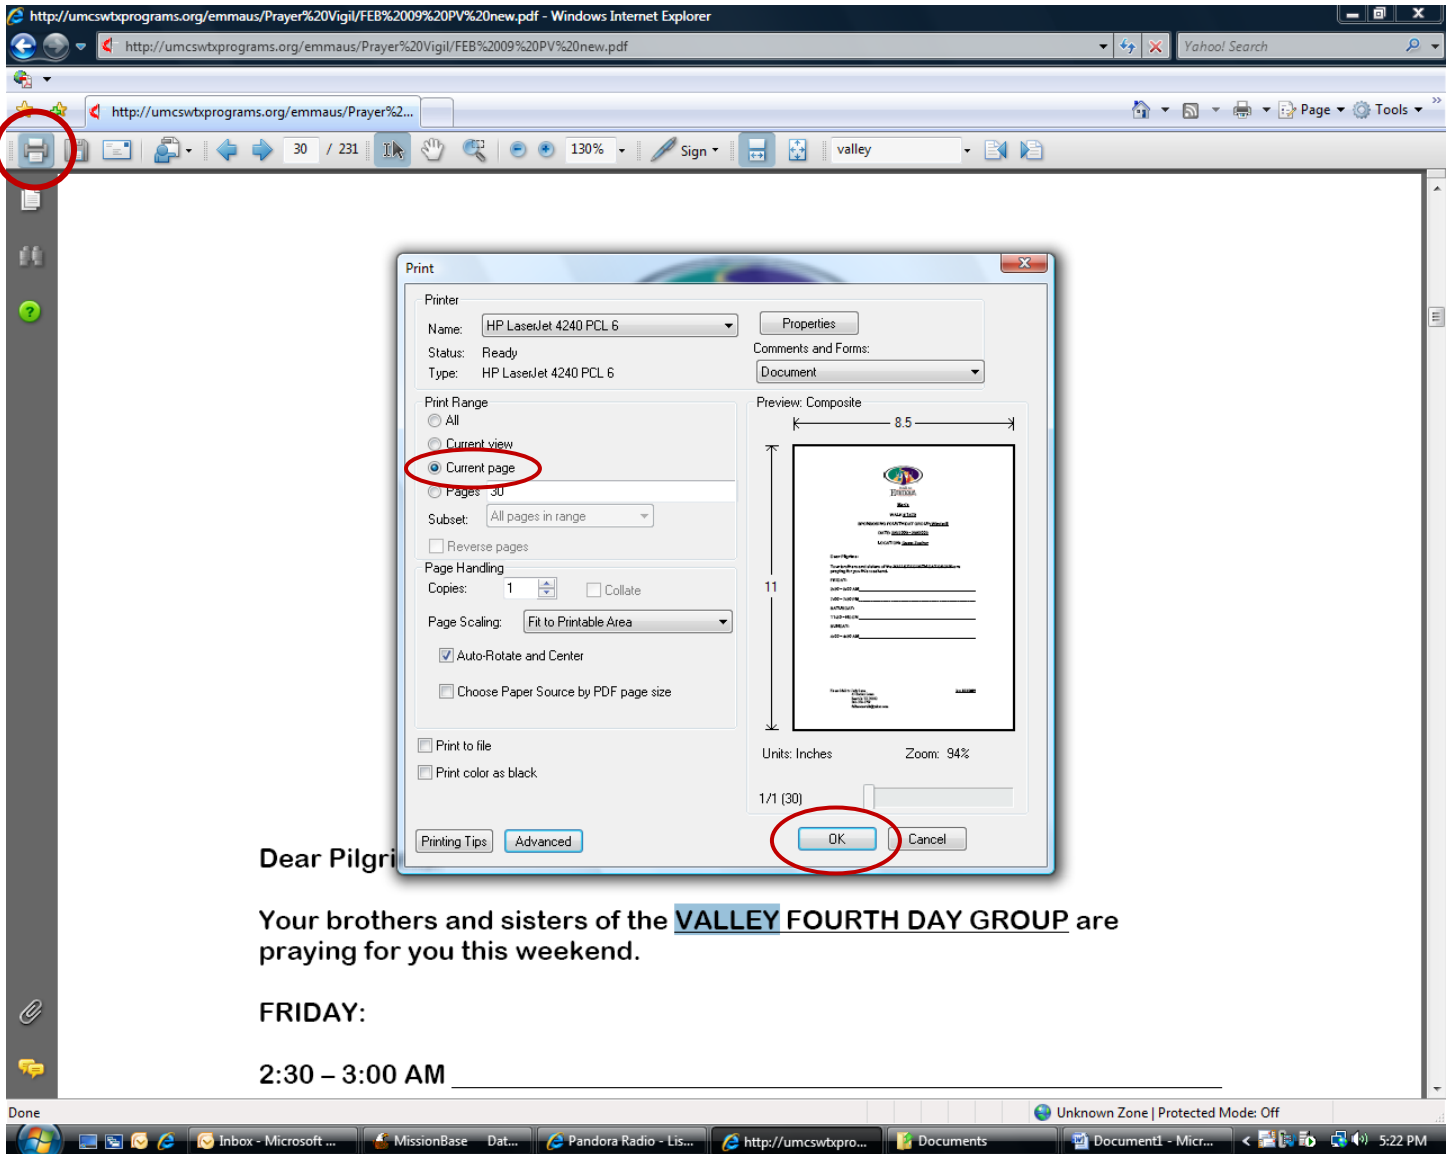 http://umcswtxprograms.org/emmaus/Prayer%20Vigil/FEB%2009%20PV%20new.pdf - Windows Internet Explorer
http://umcswtxprograms.org/emmaus/Prayer%20Vigil/FEB%2009%20PV%20new.pdf
Yahoo! Search
http://umcswtxprograms.org/emmaus/Prayer%2...
Page
Tools
30 / 231
130%
Sign
valley
Print
Printer
Name: HP LaserJet 4240 PCL 6
Properties
Status: Ready
Comments and Forms:
Type: HP LaserJet 4240 PCL 6
Document
Print Range
Preview: Composite
All
8.5
Current view
Current page
Pages 30
Subset: All pages in range
Reverse pages
Page Handling
Copies: 1
Collate
11
Page Scaling: Fit to Printable Area
Auto-Rotate and Center
Choose Paper Source by PDF page size
Print to file
Units: Inches
Zoom: 94%
Print color as black
1/1 (30)
Printing Tips
Advanced
OK
Cancel
Dear Pilgri
Your brothers and sisters of the VALLEY FOURTH DAY GROUP are
praying for you this weekend.
FRIDAY:
2:30 – 3:00 AM
Done
Unknown Zone | Protected Mode: Off
Inbox - Microsoft ...
MissionBase Dat...
Pandora Radio - Lis...
http://umcswtxpro...
Documents
Document1 - Micr...
5:22 PM